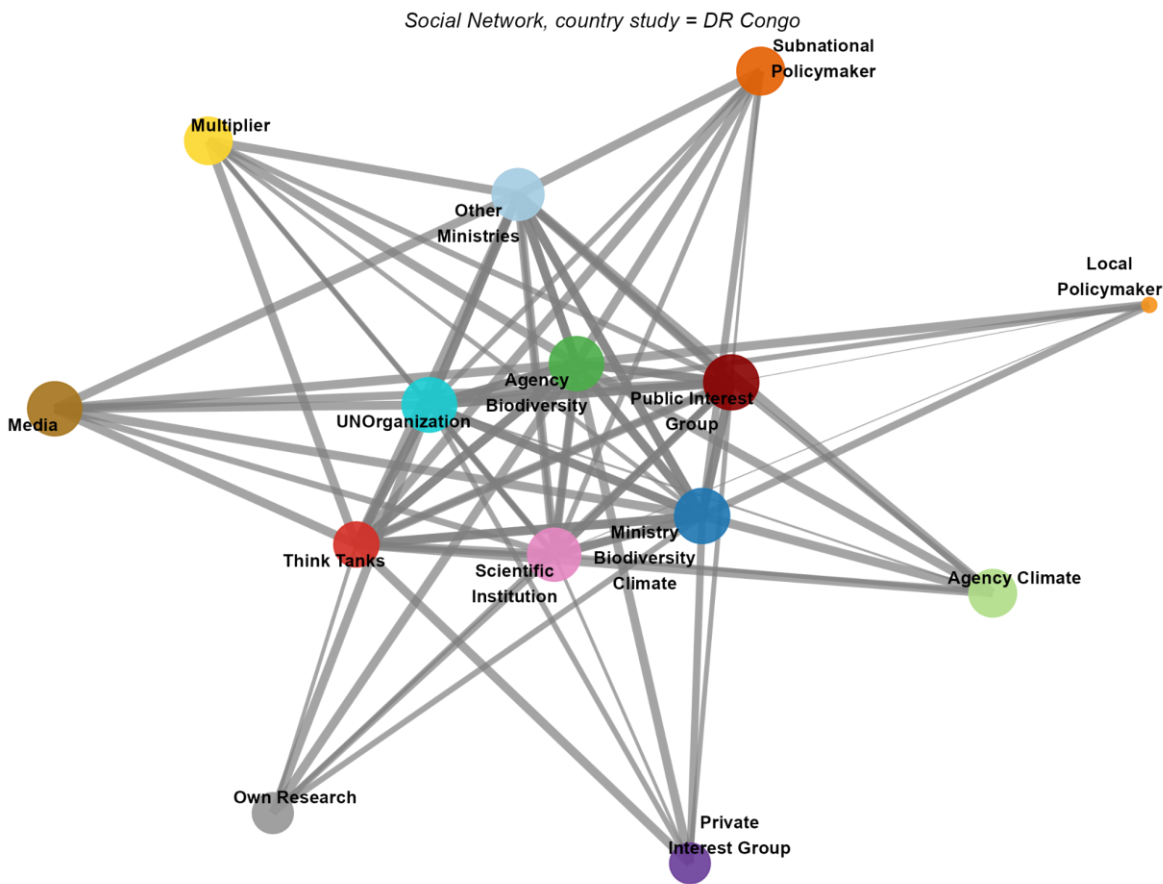 Social Network, country study = DR Congo
Subnational
Policymaker
Multiplier
Other
Ministries
Local
Policymaker
Agency
Biodiversity
Public Interest
Group
UNOrganization
Media
Ministry
Biodiversity
Climate
Think Tanks
Scientific
Institution
Agency Climate
Own Research
Private
Interest Group